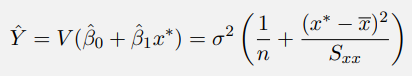 Ŷ = V(β̂₀ + β̂₁x*) = σ² (1/n + (x* − x̅)²/Sₓₓ)